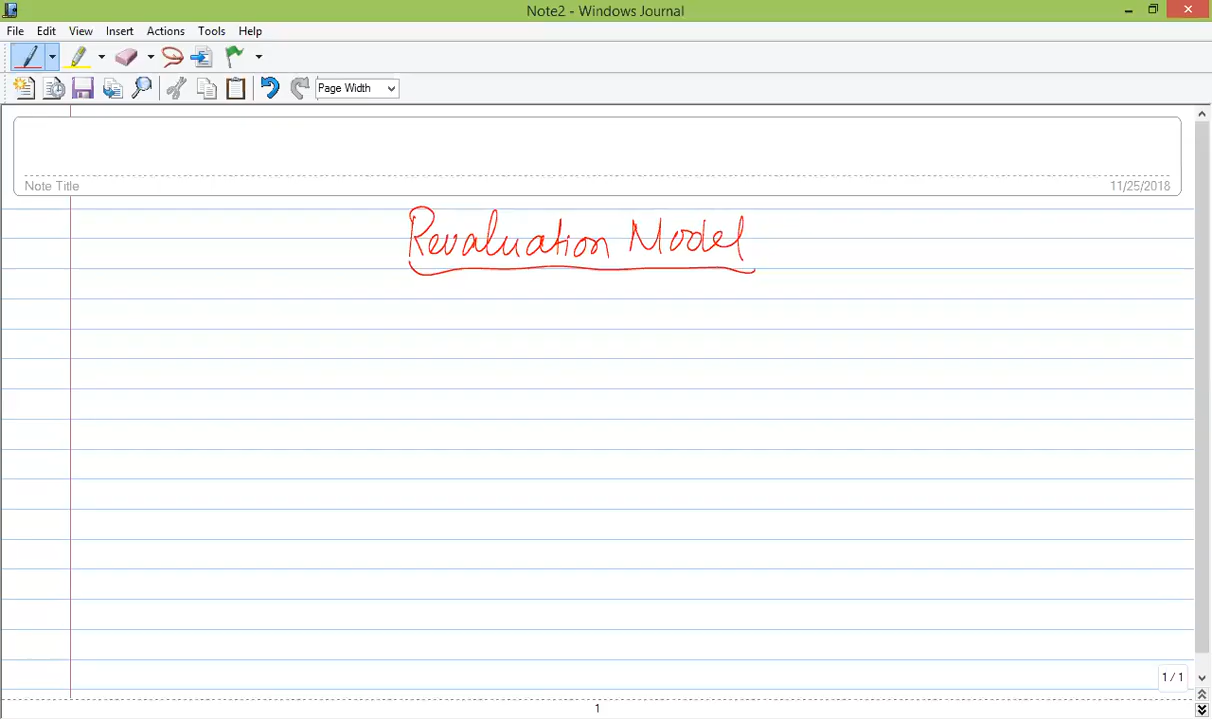 Note2 - Windows Journal
File Edit View Insert Actions Tools Help
Page Width
Note Title 11/25/2018
Revaluation Model
1 / 1
1